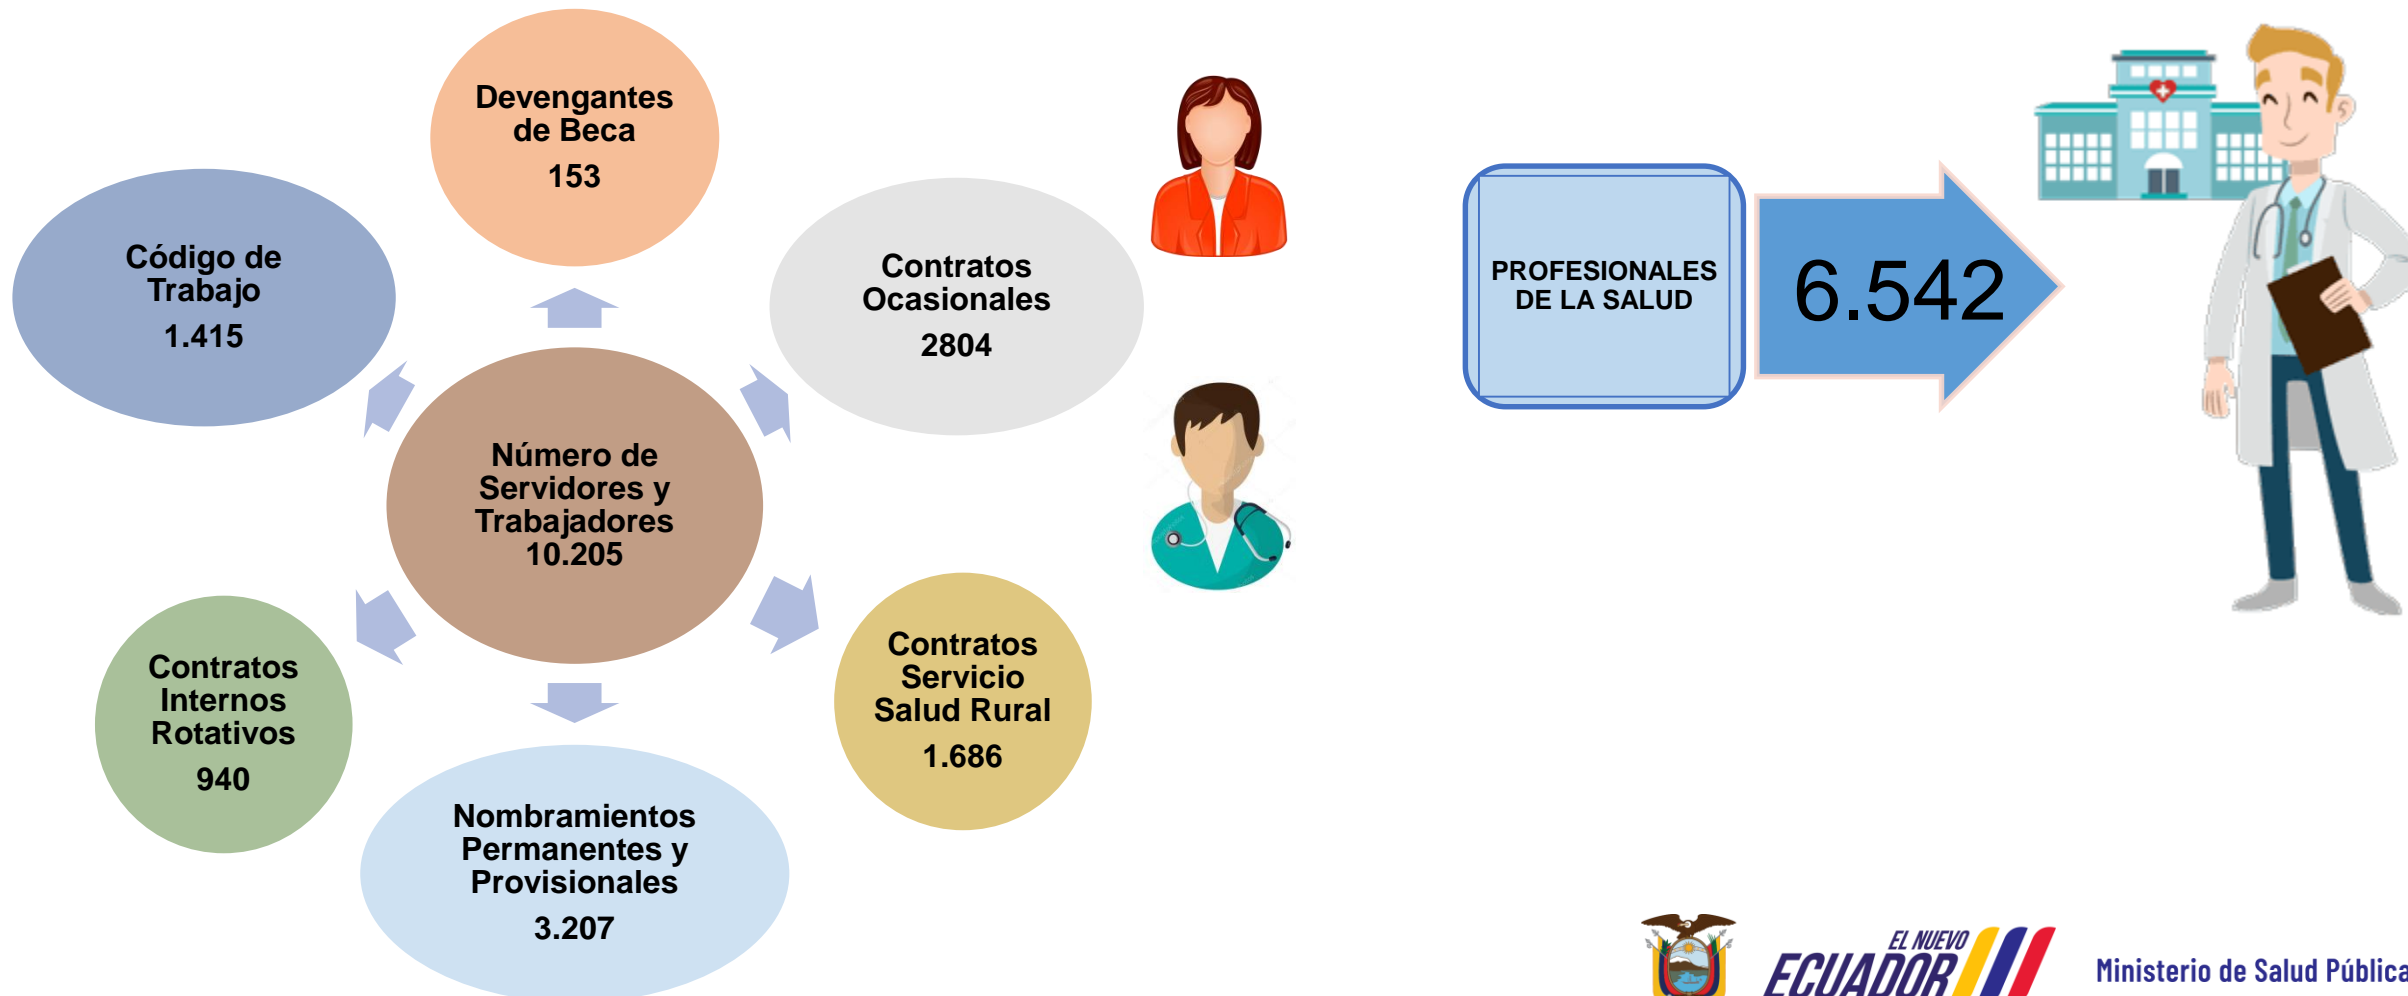 Devengantes
de Beca
153
Código de
Trabajo
1.415
Contratos
Ocasionales
2804
Número de
Servidores y
Trabajadores
10.205
Contratos
Internos
Rotativos
940
Contratos
Servicio
Salud Rural
1.686
Nombramientos
Permanentes y
Provisionales
3.207
PROFESIONALES
DE LA SALUD
6.542
EL NUEVO
ECUADOR
Ministerio de Salud Pública